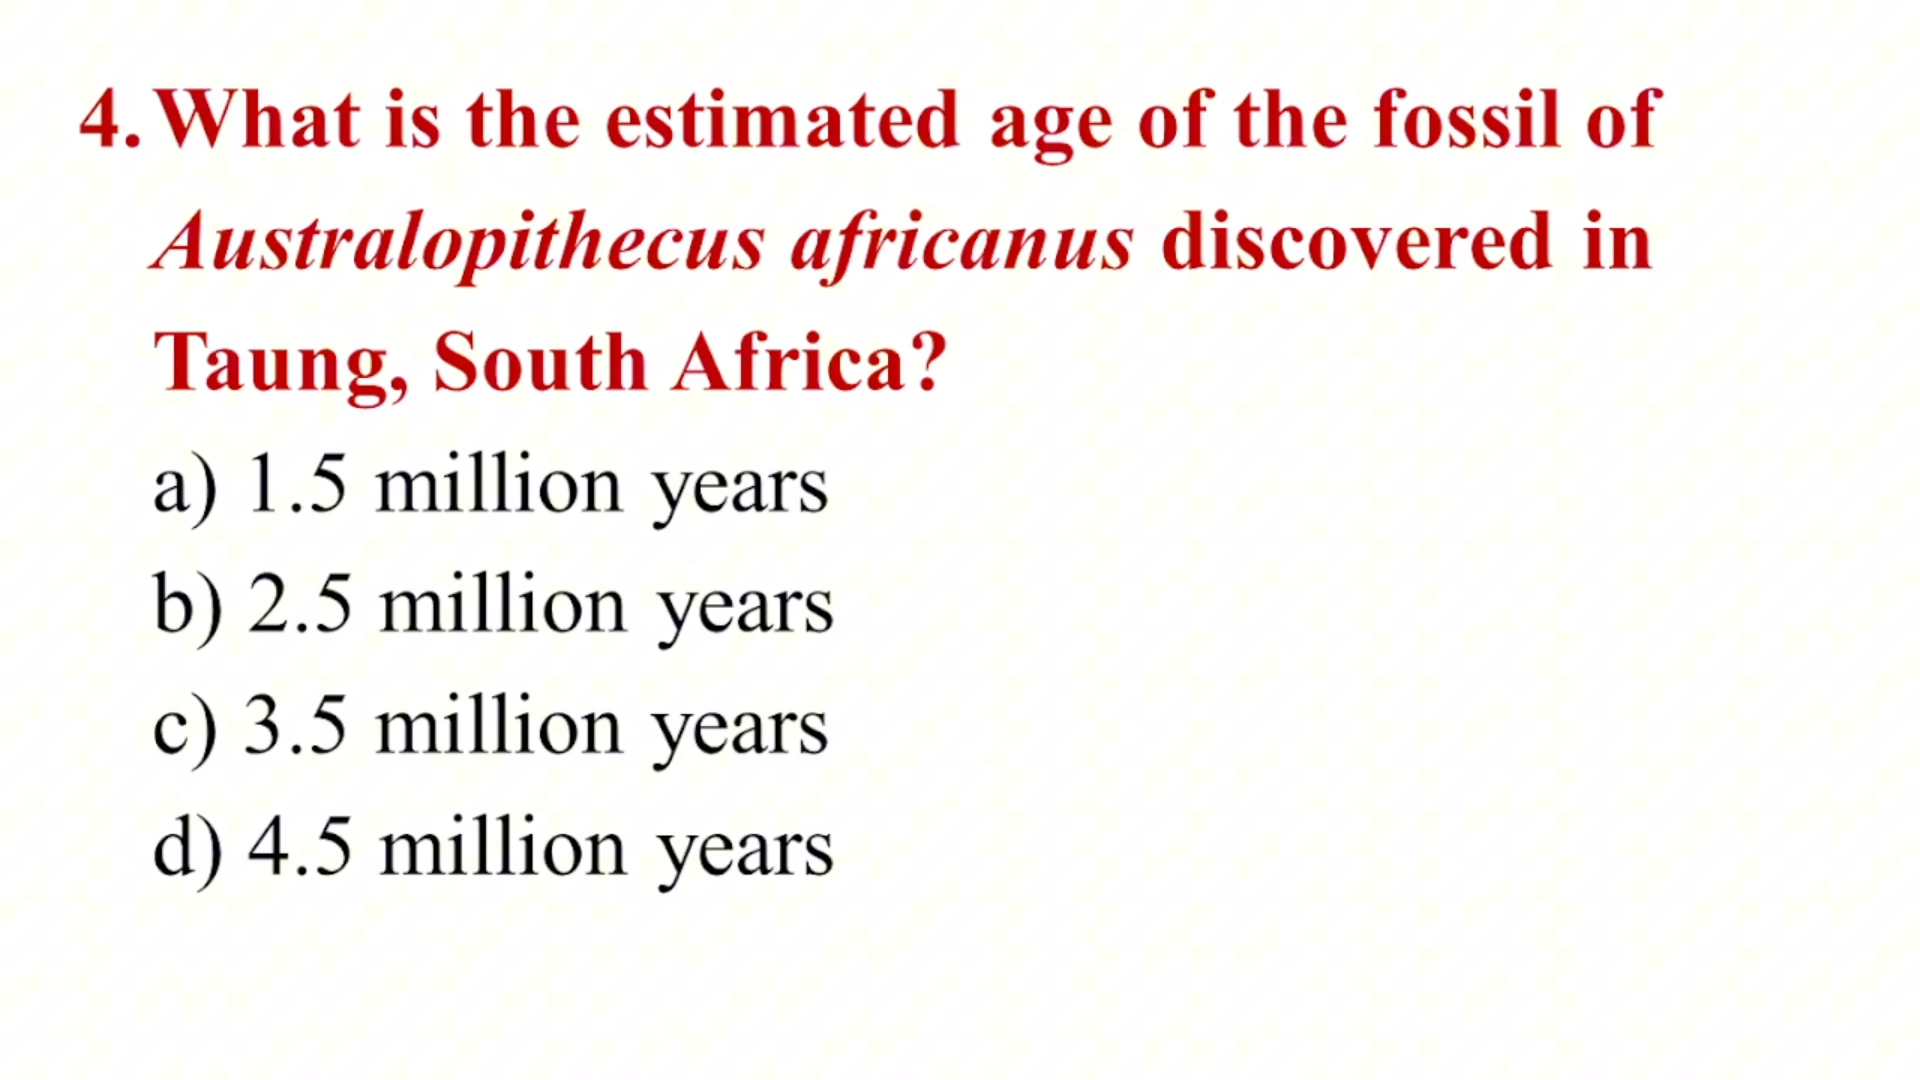 4. What is the estimated age of the fossil of
Australopithecus africanus discovered in
Taung, South Africa?
a) 1.5 million years
b) 2.5 million years
c) 3.5 million years
d) 4.5 million years